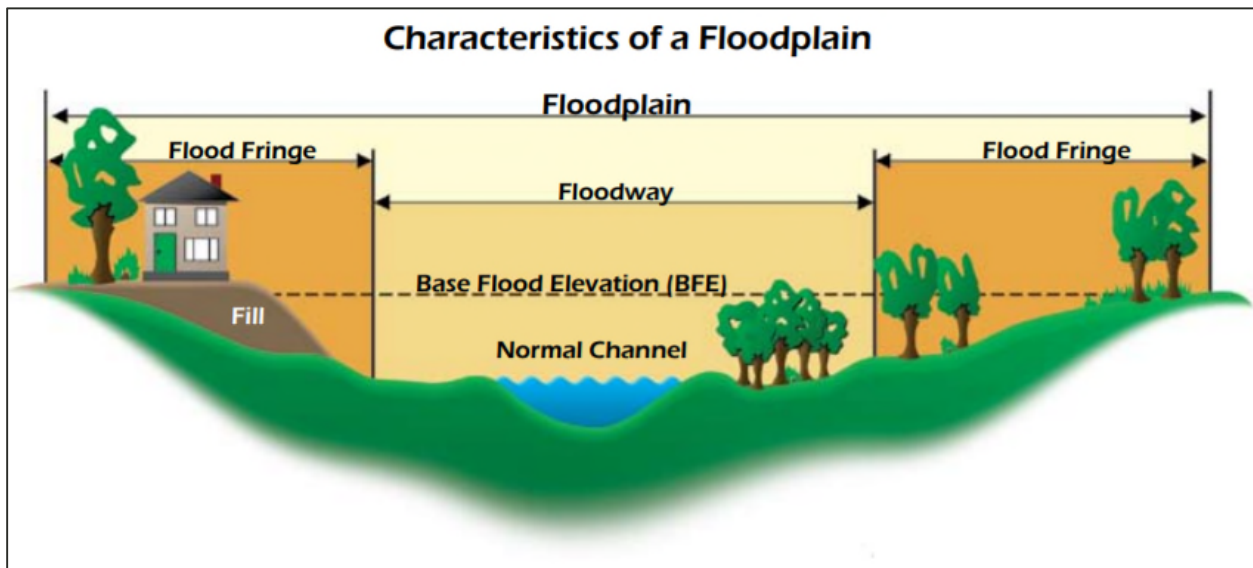 Characteristics of a Floodplain
Floodplain
Flood Fringe
Flood Fringe
Floodway
Base Flood Elevation (BFE)
Fill
Normal Channel